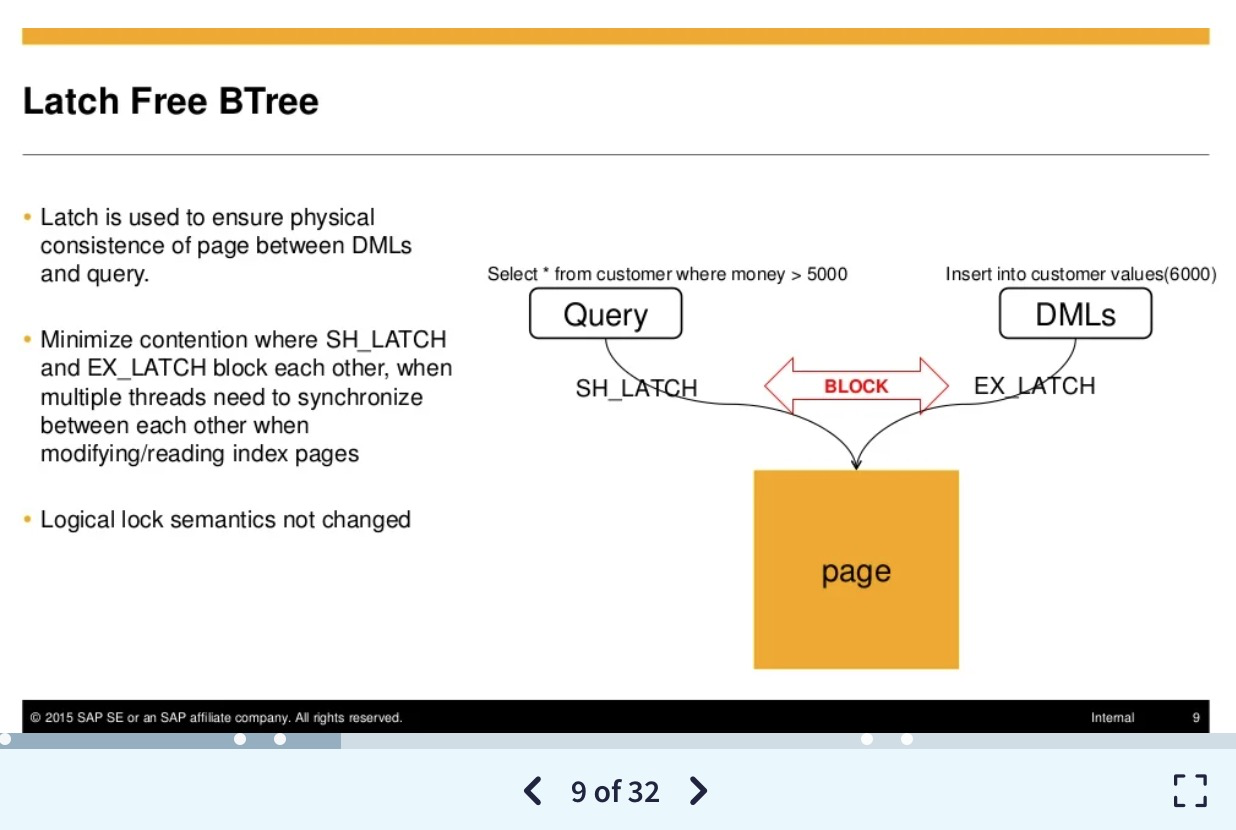 Latch Free BTree
• Latch is used to ensure physical
consistence of page between DMLs
and query.
• Minimize contention where SH_LATCH
and EX_LATCH block each other, when
multiple threads need to synchronize
between each other when
modifying/reading index pages
• Logical lock semantics not changed
Select * from customer where money > 5000
Insert into customer values(6000)
Query
DMLs
SH_LATCH
BLOCK
EX_LATCH
page
© 2015 SAP SE or an SAP affiliate company. All rights reserved.
Internal
9
9 of 32